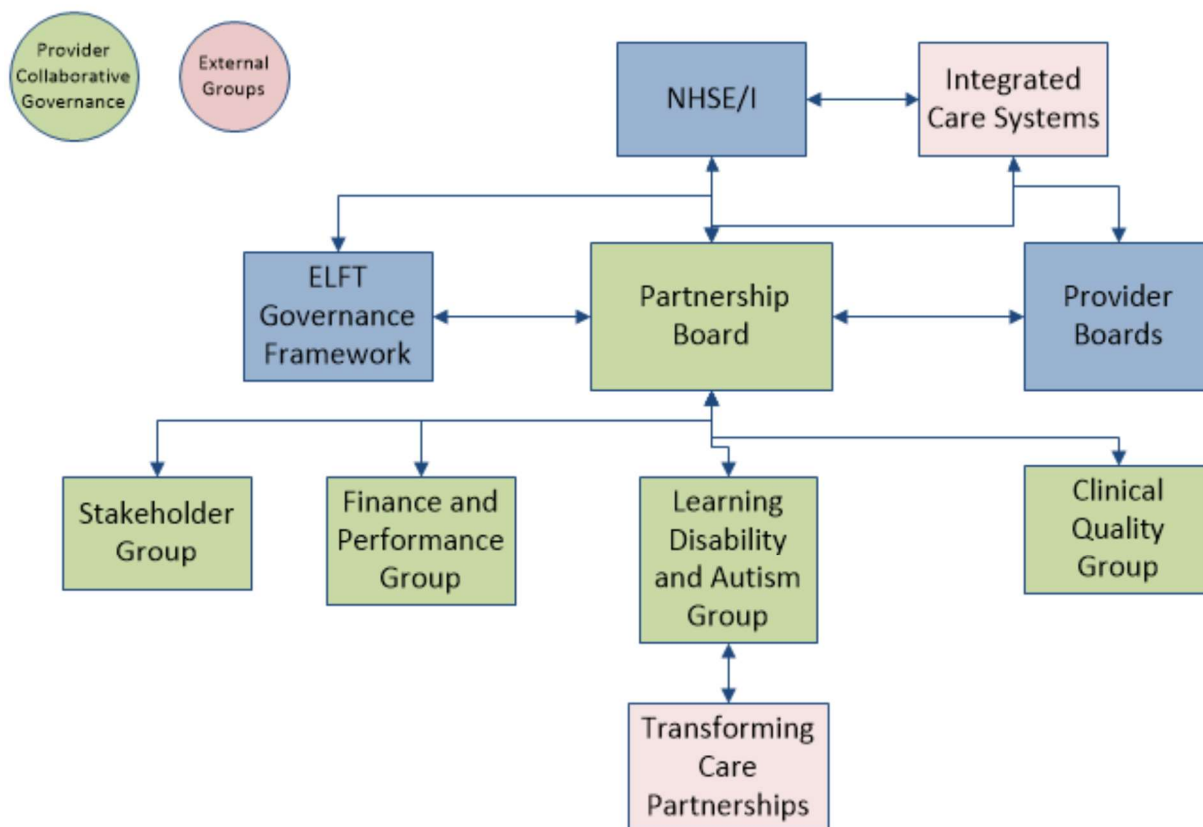 Provider
Collaborative
Governance
External
Groups
NHSE/I
Integrated
Care Systems
ELFT
Governance
Framework
Partnership
Board
Provider
Boards
Stakeholder
Group
Finance and
Performance
Group
Learning
Disability
and Autism
Group
Clinical
Quality
Group
Transforming
Care
Partnerships